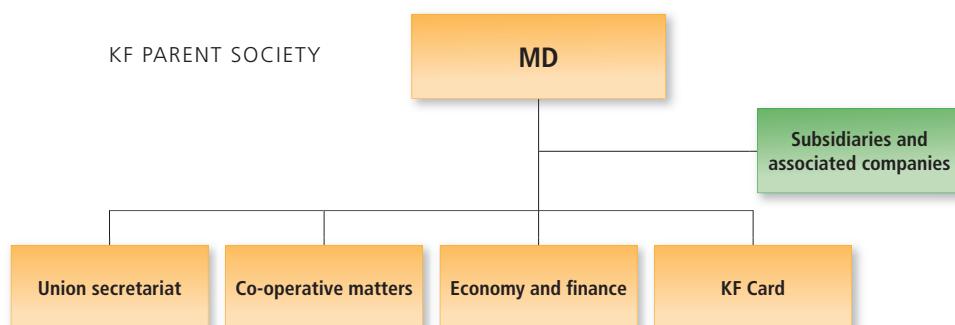 KF PARENT SOCIETY
MD
Subsidiaries and
associated companies
Union secretariat
Co-operative matters
Economy and finance
KF Card